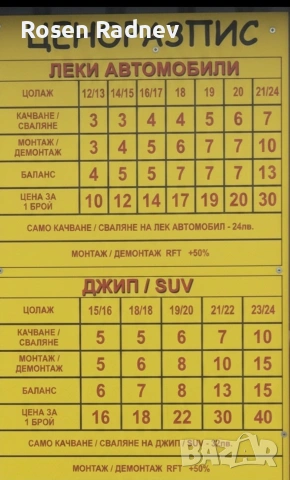 Rosen Radnev
ЦЕНОРАЗПИС
ЛЕКИ АВТОМОБИЛИ
ЦОЛАЖ 12/13 14/15 16/17 18 19 20 21/24
КАЧВАНЕ / СВАЛЯНЕ 3 3 4 4 5 6 7
МОНТАЖ / ДЕМОНТАЖ 3 4 5 6 7 7 10
БАЛАНС 4 5 5 7 7 7 13
ЦЕНА ЗА 1 БРОЙ 10 12 14 17 19 20 30
САМО КАЧВАНЕ / СВАЛЯНЕ НА ЛЕК АВТОМОБИЛ - 24лв.
МОНТАЖ / ДЕМОНТАЖ RFT +50%
ДЖИП / SUV
ЦОЛАЖ 15/16 18/18 19/20 21/22 23/24
КАЧВАНЕ / СВАЛЯНЕ 5 5 6 7 10
МОНТАЖ / ДЕМОНТАЖ 5 6 8 10 15
БАЛАНС 6 7 8 13 15
ЦЕНА ЗА 1 БРОЙ 16 18 22 30 40
САМО КАЧВАНЕ / СВАЛЯНЕ НА ДЖИП / SUV - 32лв.
МОНТАЖ / ДЕМОНТАЖ RFT +50%
BAZAR